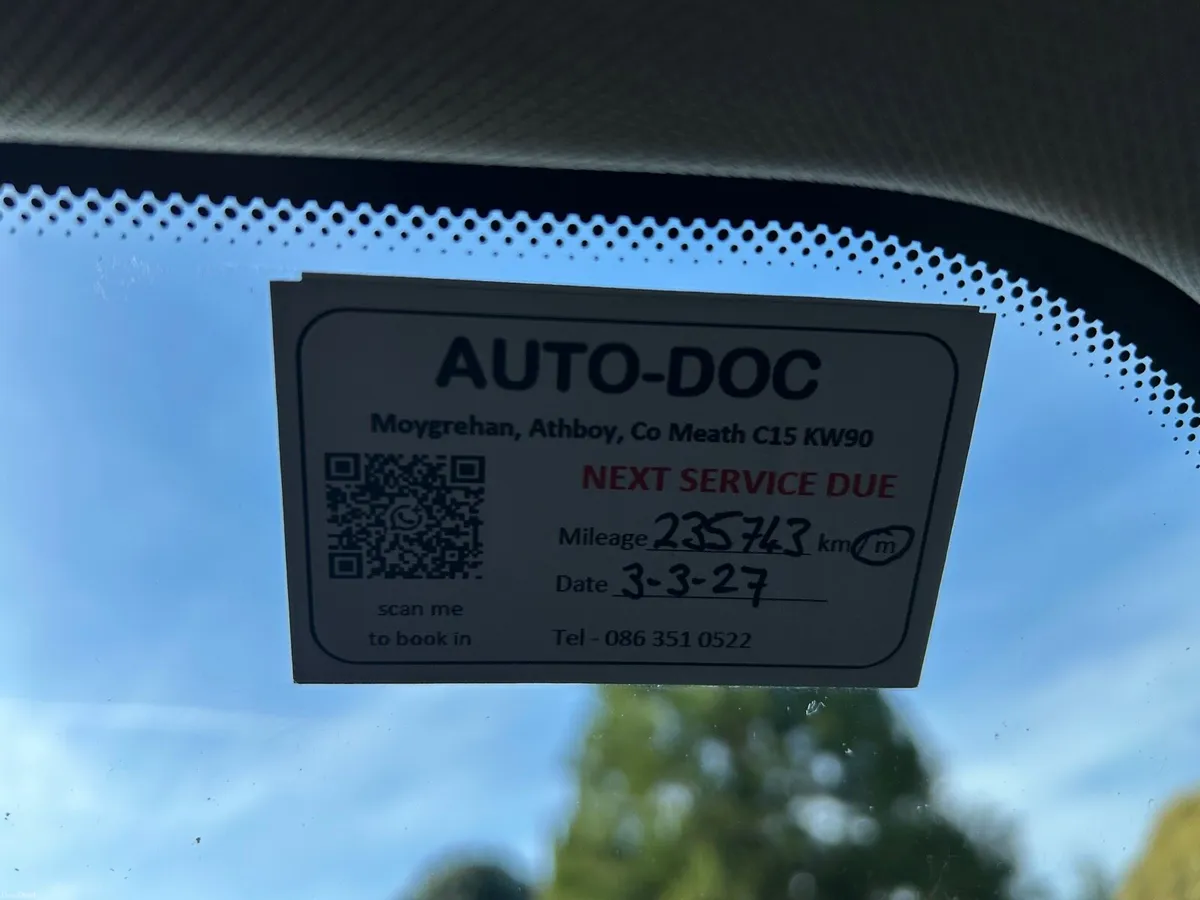 AUTO-DOC
Moygrehan, Athboy, Co Meath C15 KW90
NEXT SERVICE DUE
Mileage 235743 km/m
Date 3-3-27
scan me
to book in
Tel - 086 351 0522